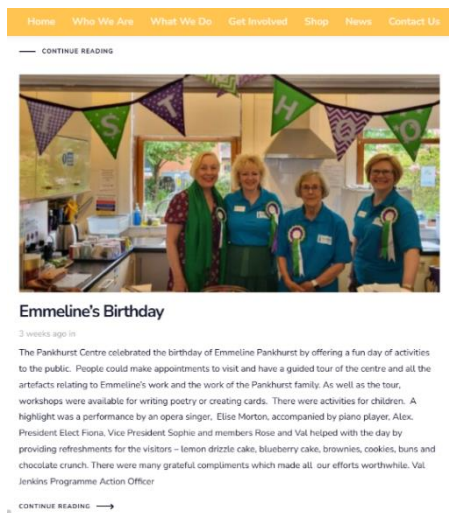 Home Who We Are What We Do Get Involved Shop News Contact Us
CONTINUE READING
E S T H O
Emmeline's Birthday
3 weeks ago in
The Pankhurst Centre celebrated the birthday of Emmeline Pankhurst by offering a fun day of activities
to the public. People could make appointments to visit and have a guided tour of the centre and all the
artefacts relating to Emmeline's work and the work of the Pankhurst family. As well as the tour,
workshops were available for writing poetry or creating cards. There were activities for children. A
highlight was a performance by an opera singer, Elise Morton, accompanied by piano player, Alex.
President Elect Fiona, Vice President Sophie and members Rose and Val helped with the day by
providing refreshments for the visitors – lemon drizzle cake, blueberry cake, brownies, cookies, buns and
chocolate crunch. There were many grateful compliments which made all our efforts worthwhile. Val
Jenkins Programme Action Officer
CONTINUE READING